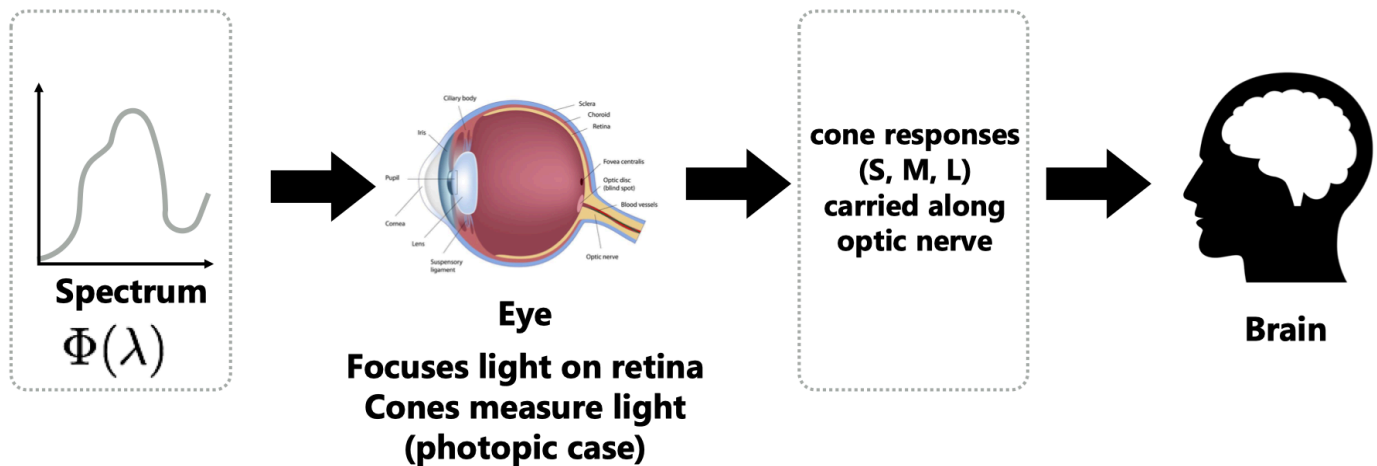 Spectrum
Φ(λ)
Ciliary body
Iris
Pupil
Cornea
Lens
Suspensory
ligament
Sclera
Choroid
Retina
Fovea centralis
Optic disc
(blind spot)
Blood vessels
Optic nerve
Eye
Focuses light on retina
Cones measure light
(photopic case)
cone responses
(S, M, L)
carried along
optic nerve
Brain